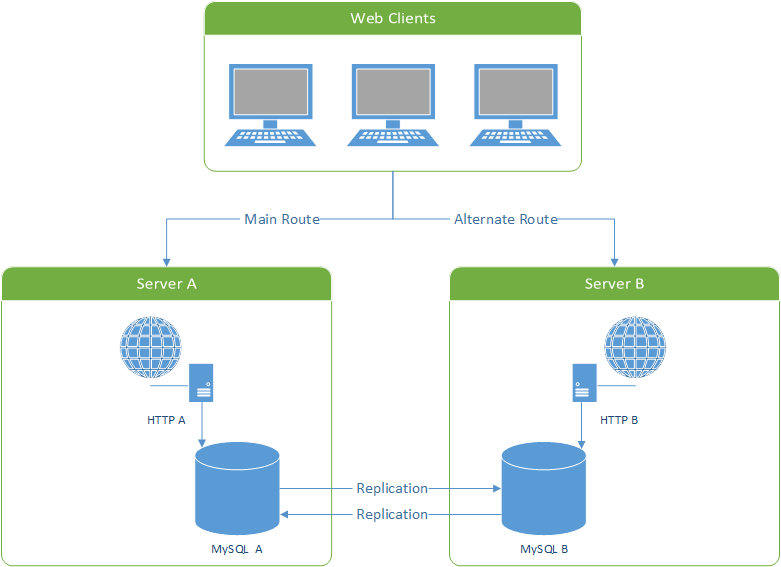 Web Clients
Main Route
Alternate Route
Server A
Server B
HTTP A
HTTP B
Replication
Replication
MySQL A
MySQL B